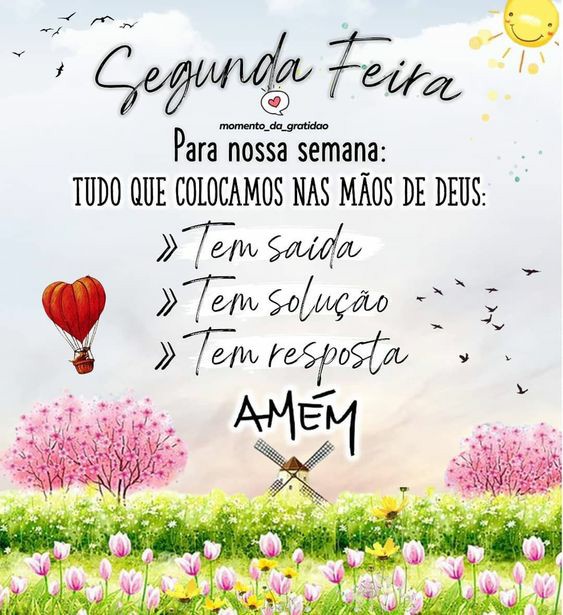 Segunda Feira
momento_da_gratidao
Para nossa semana:
TUDO QUE COLOCAMOS NAS MÃOS DE DEUS:
» Tem saída
» Tem solução
» Tem resposta
AMÉM